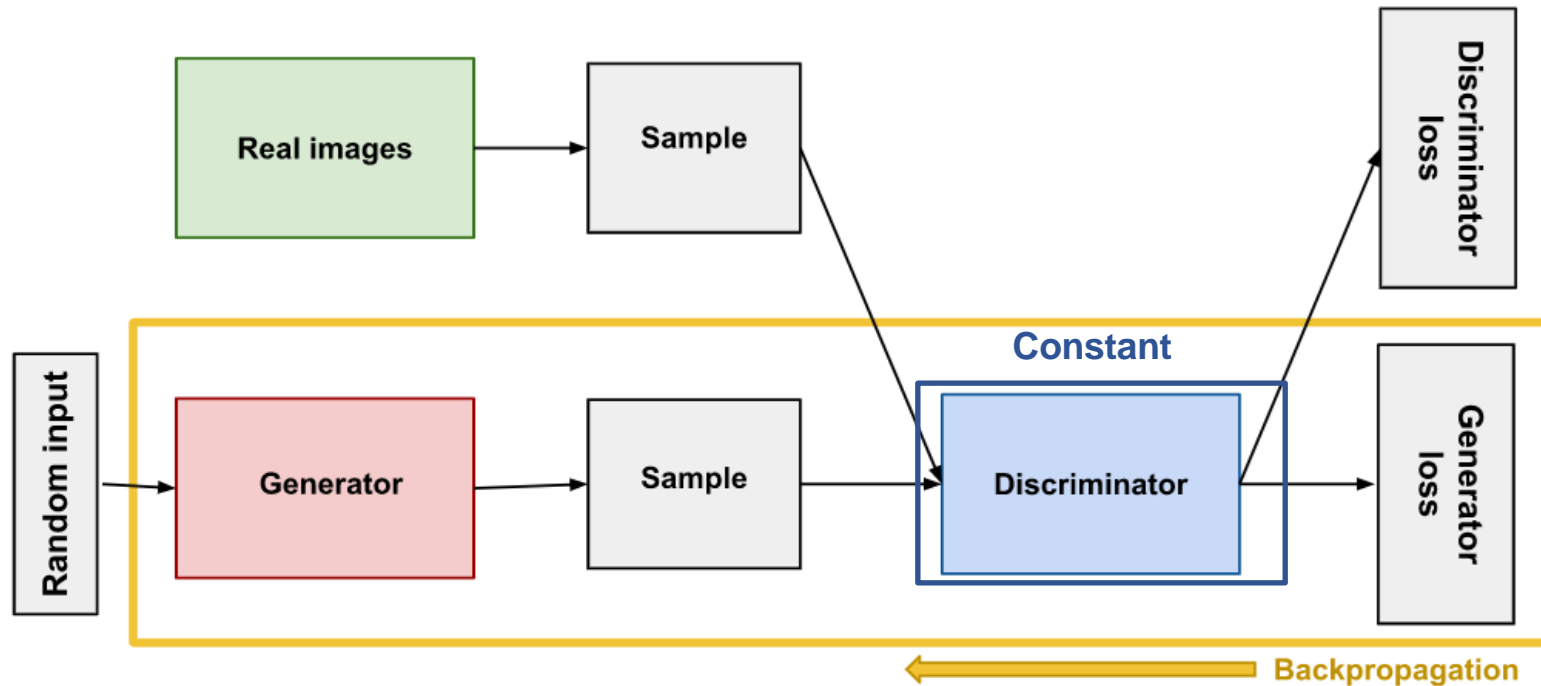 Real images
Sample
Discriminator
loss
Constant
Random input
Generator
Sample
Discriminator
Generator
loss
Backpropagation